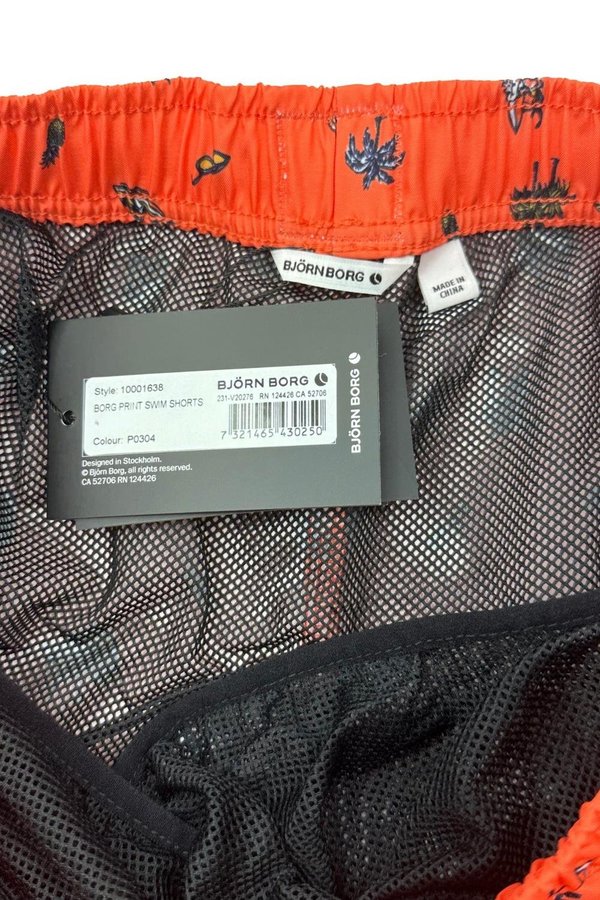 BJÖRN BORG
MADE IN
CHINA
Style: 10001638
BORG PRINT SWIM SHORTS
Colour: P0304
BJÖRN BORG
231-V20276 RN 124426 CA 52706
7 321465 430250
Designed in Stockholm.
© Björn Borg, all rights reserved.
CA 52706 RN 124426
BJÖRN BORG